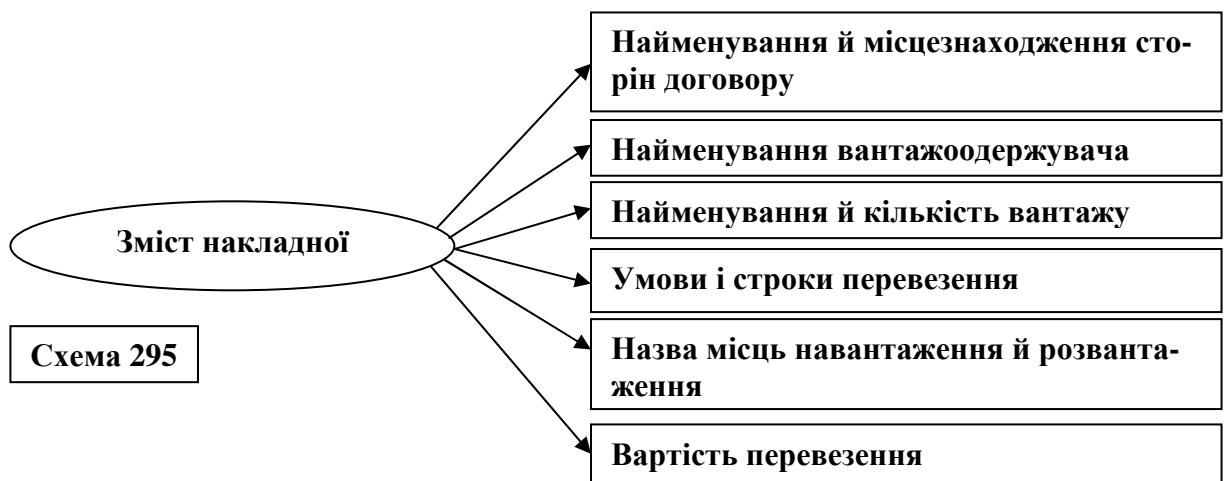 Найменування й місцезнаходження сто-
рін договору
Найменування вантажоодержувача
Найменування й кількість вантажу
Зміст накладної
Умови і строки перевезення
Схема 295
Назва місць навантаження й розванта-
ження
Вартість перевезення